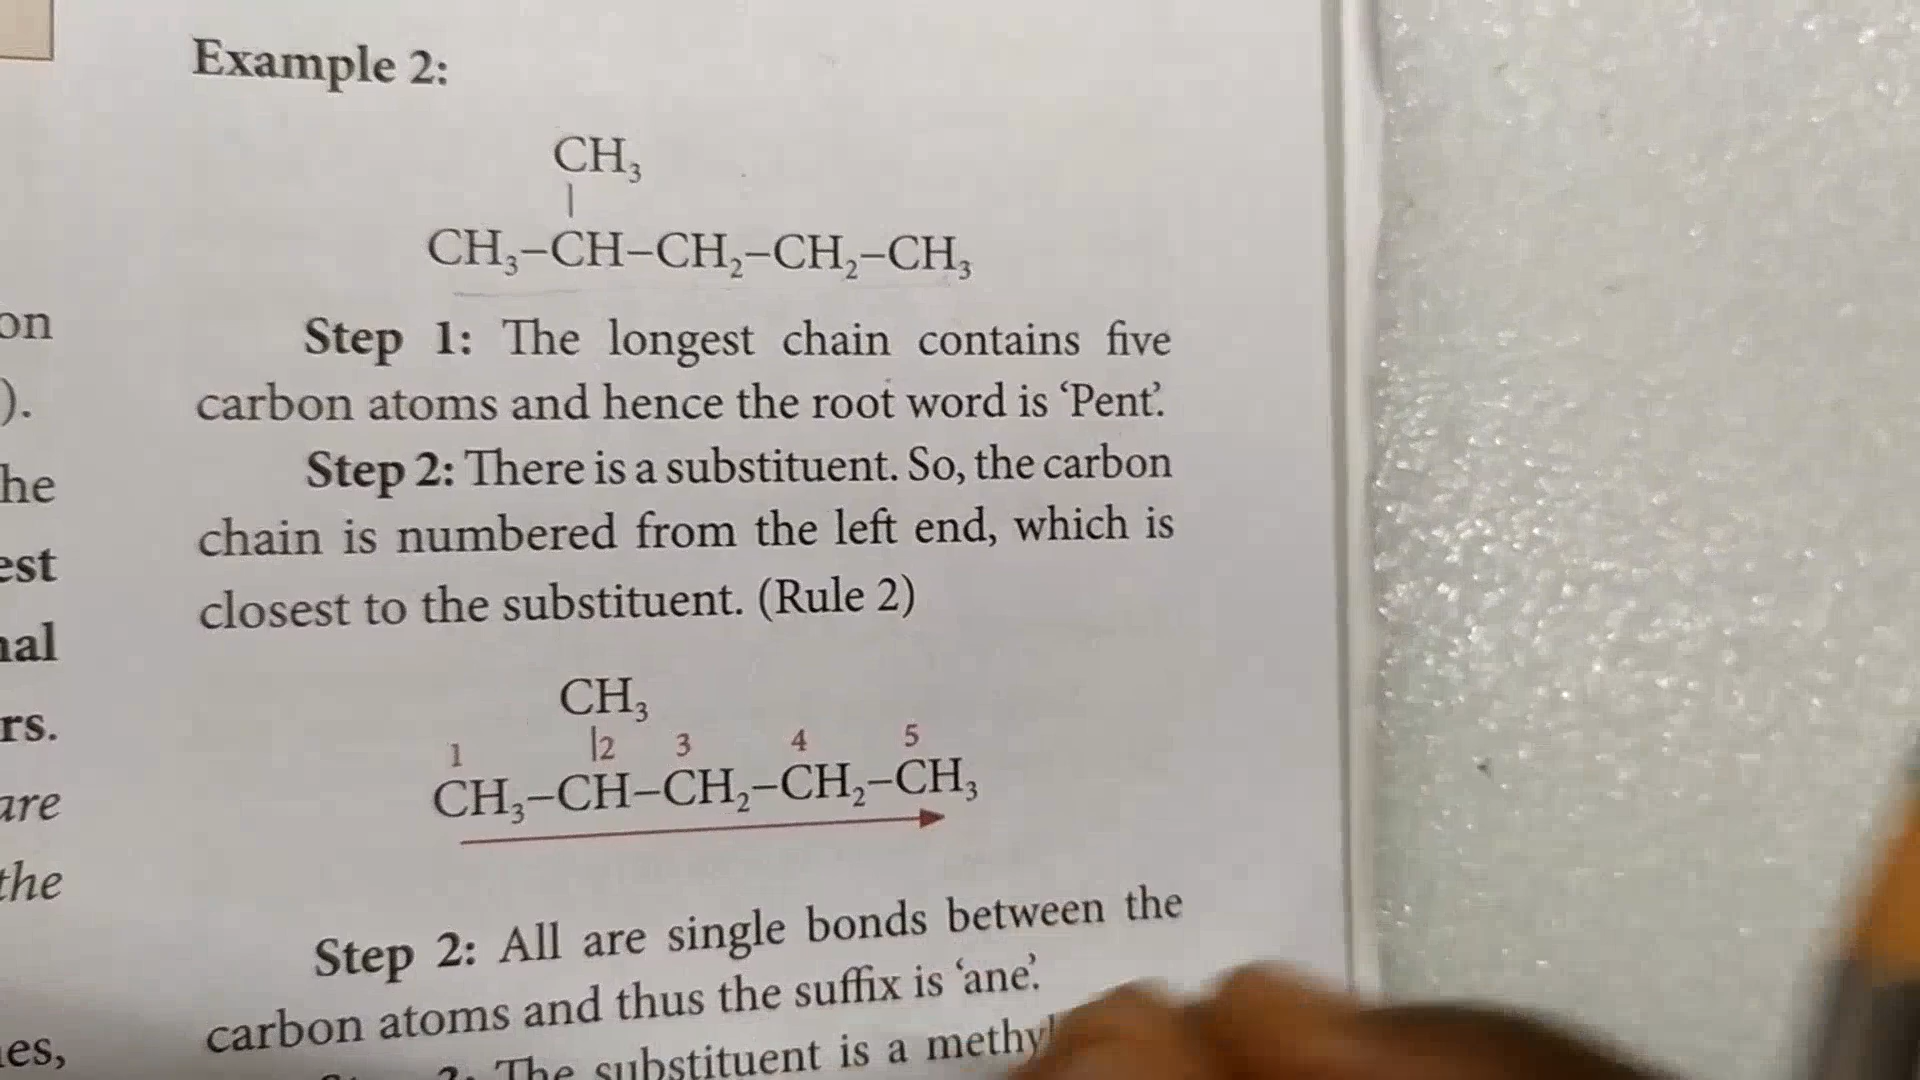 on
).
he
est
nal
rs.
are
the
es,
Example 2:
CH₃
|
CH₃–CH–CH₂–CH₂–CH₃
Step 1: The longest chain contains five
carbon atoms and hence the root word is ‘Pent’.
Step 2: There is a substituent. So, the carbon
chain is numbered from the left end, which is
closest to the substituent. (Rule 2)
CH₃
1 |2 3 4 5
CH₃–CH–CH₂–CH₂–CH₃
Step 2: All are single bonds between the
carbon atoms and thus the suffix is ‘ane’.
The substituent is a methyl